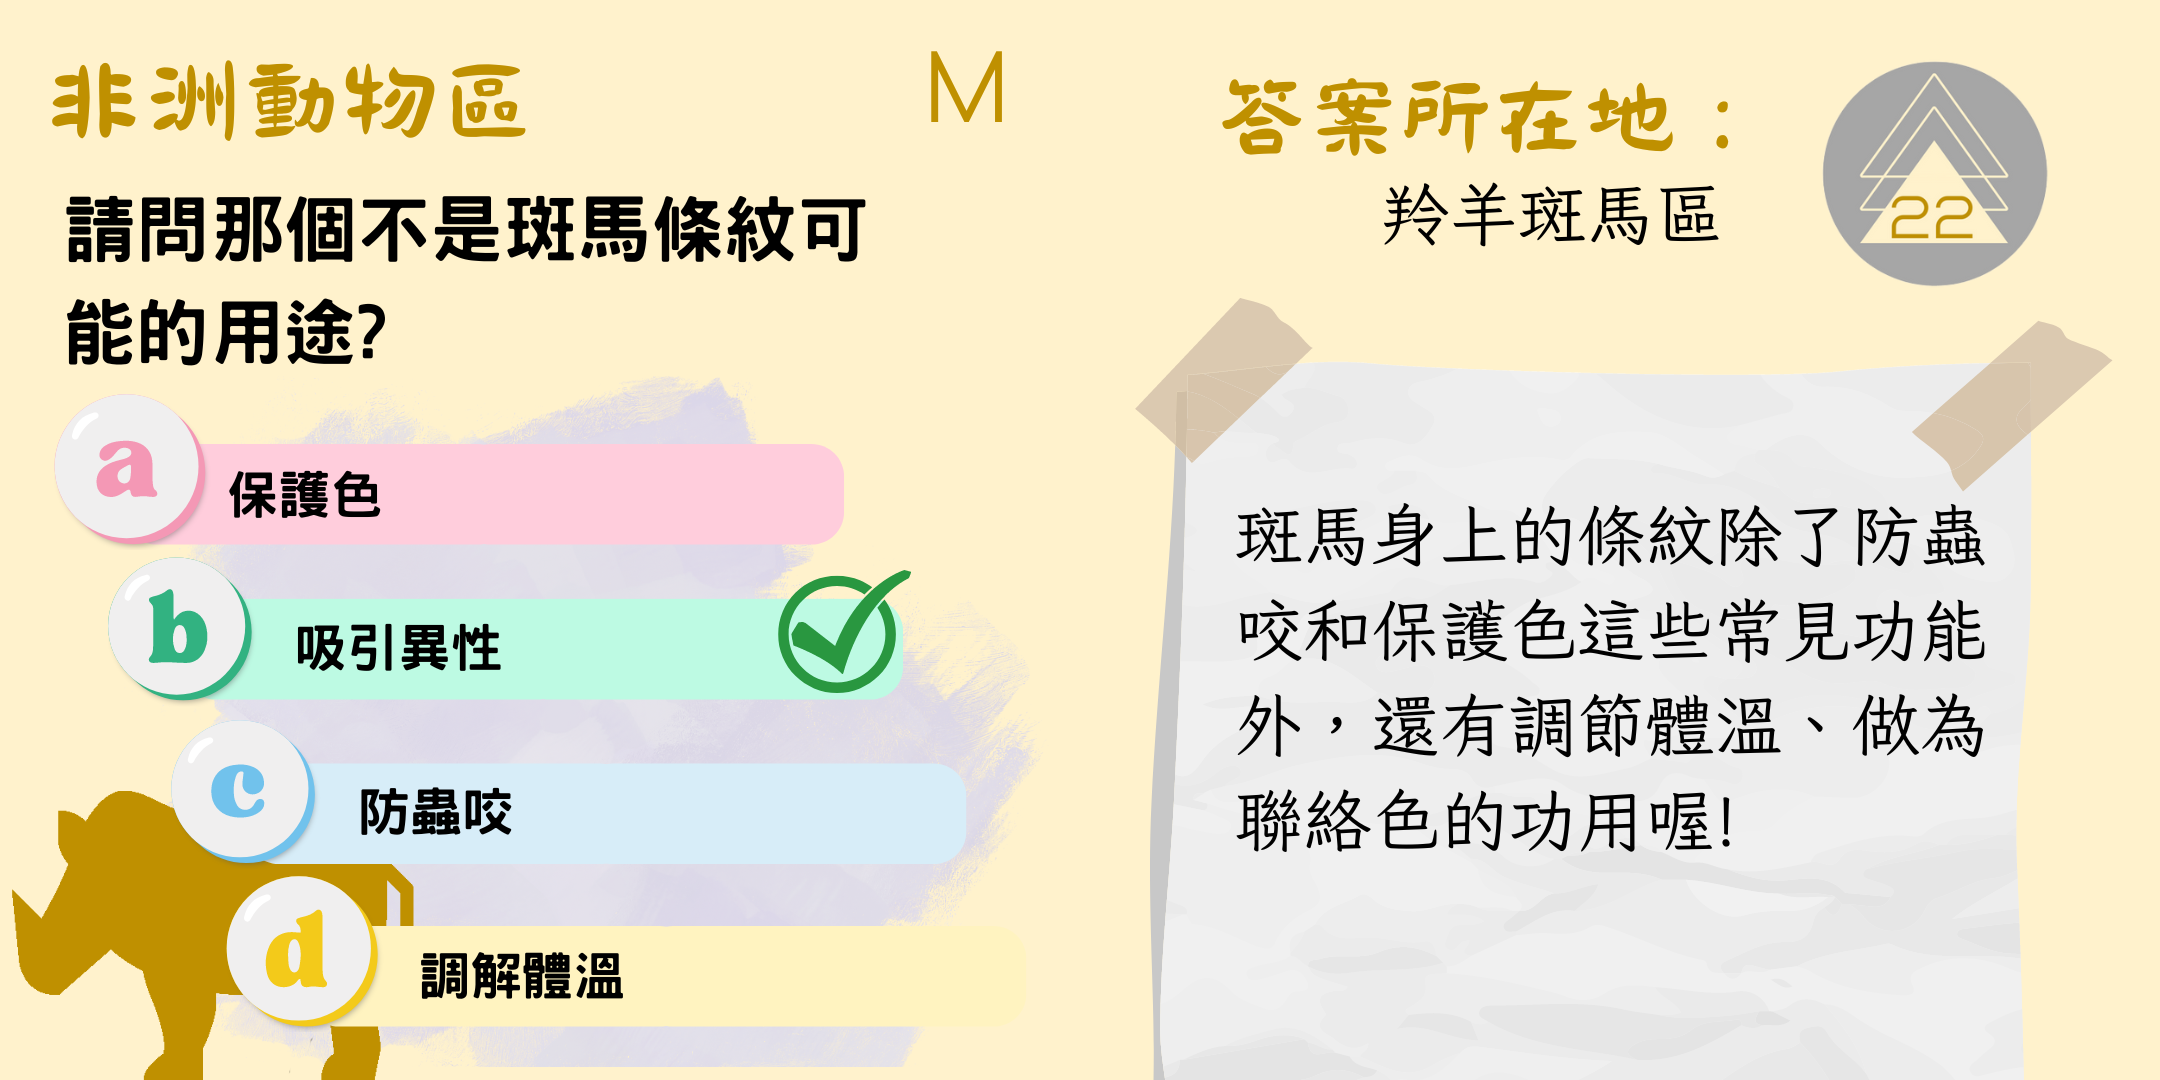 非洲動物區
M
請問那個不是斑馬條紋可
能的用途?
a
保護色
b
吸引異性
c
防蟲咬
d
調解體溫
答案所在地：
羚羊斑馬區
22
斑馬身上的條紋除了防蟲
咬和保護色這些常見功能
外，還有調節體溫、做為
聯絡色的功用喔!